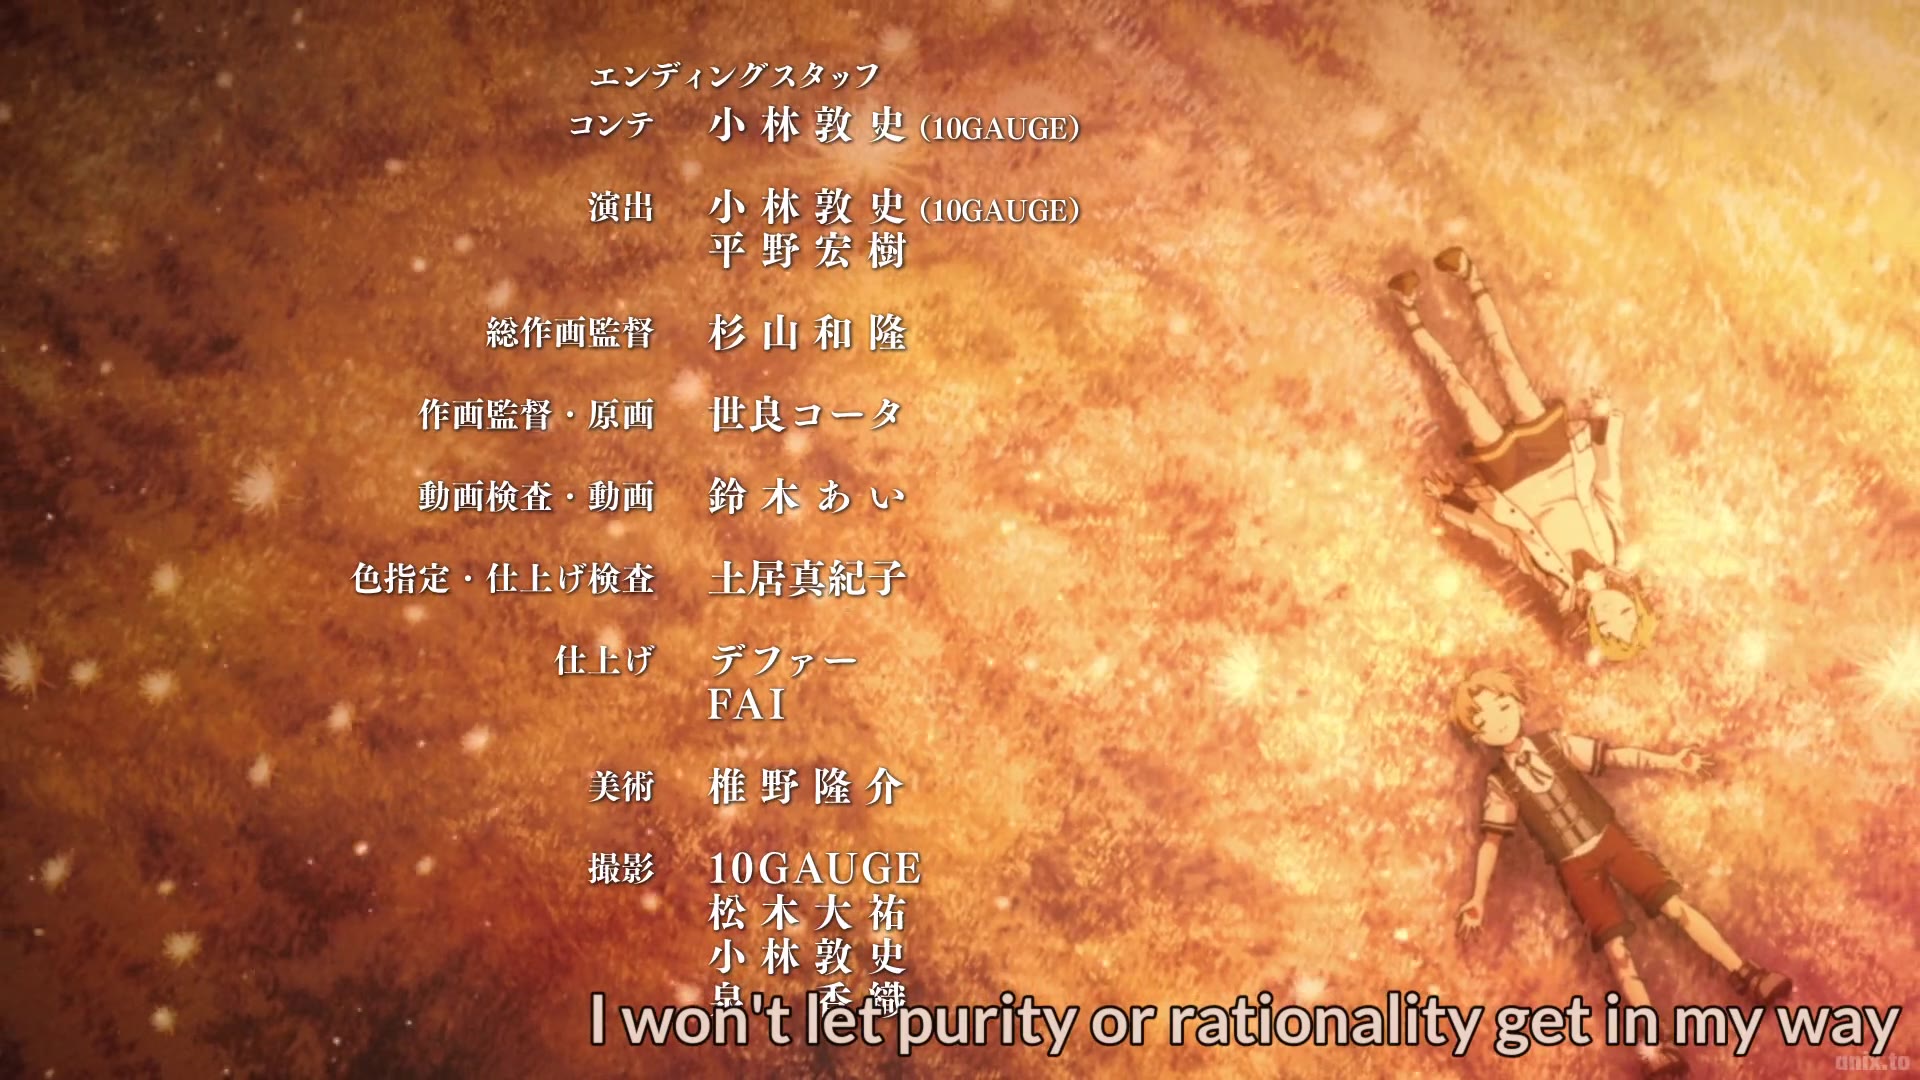 エンディングスタッフ
コンテ 小林敦史(10GAUGE)
演出 小林敦史(10GAUGE)
平野宏樹
総作画監督 杉山和隆
作画監督・原画 世良コータ
動画検査・動画 鈴木あい
色指定・仕上げ検査 土居真紀子
仕上げ デファー
FAI
美術 椎野隆介
撮影 10GAUGE
松木大祐
小林敦史
泉香織
I won't let purity or rationality get in my way
anix.to